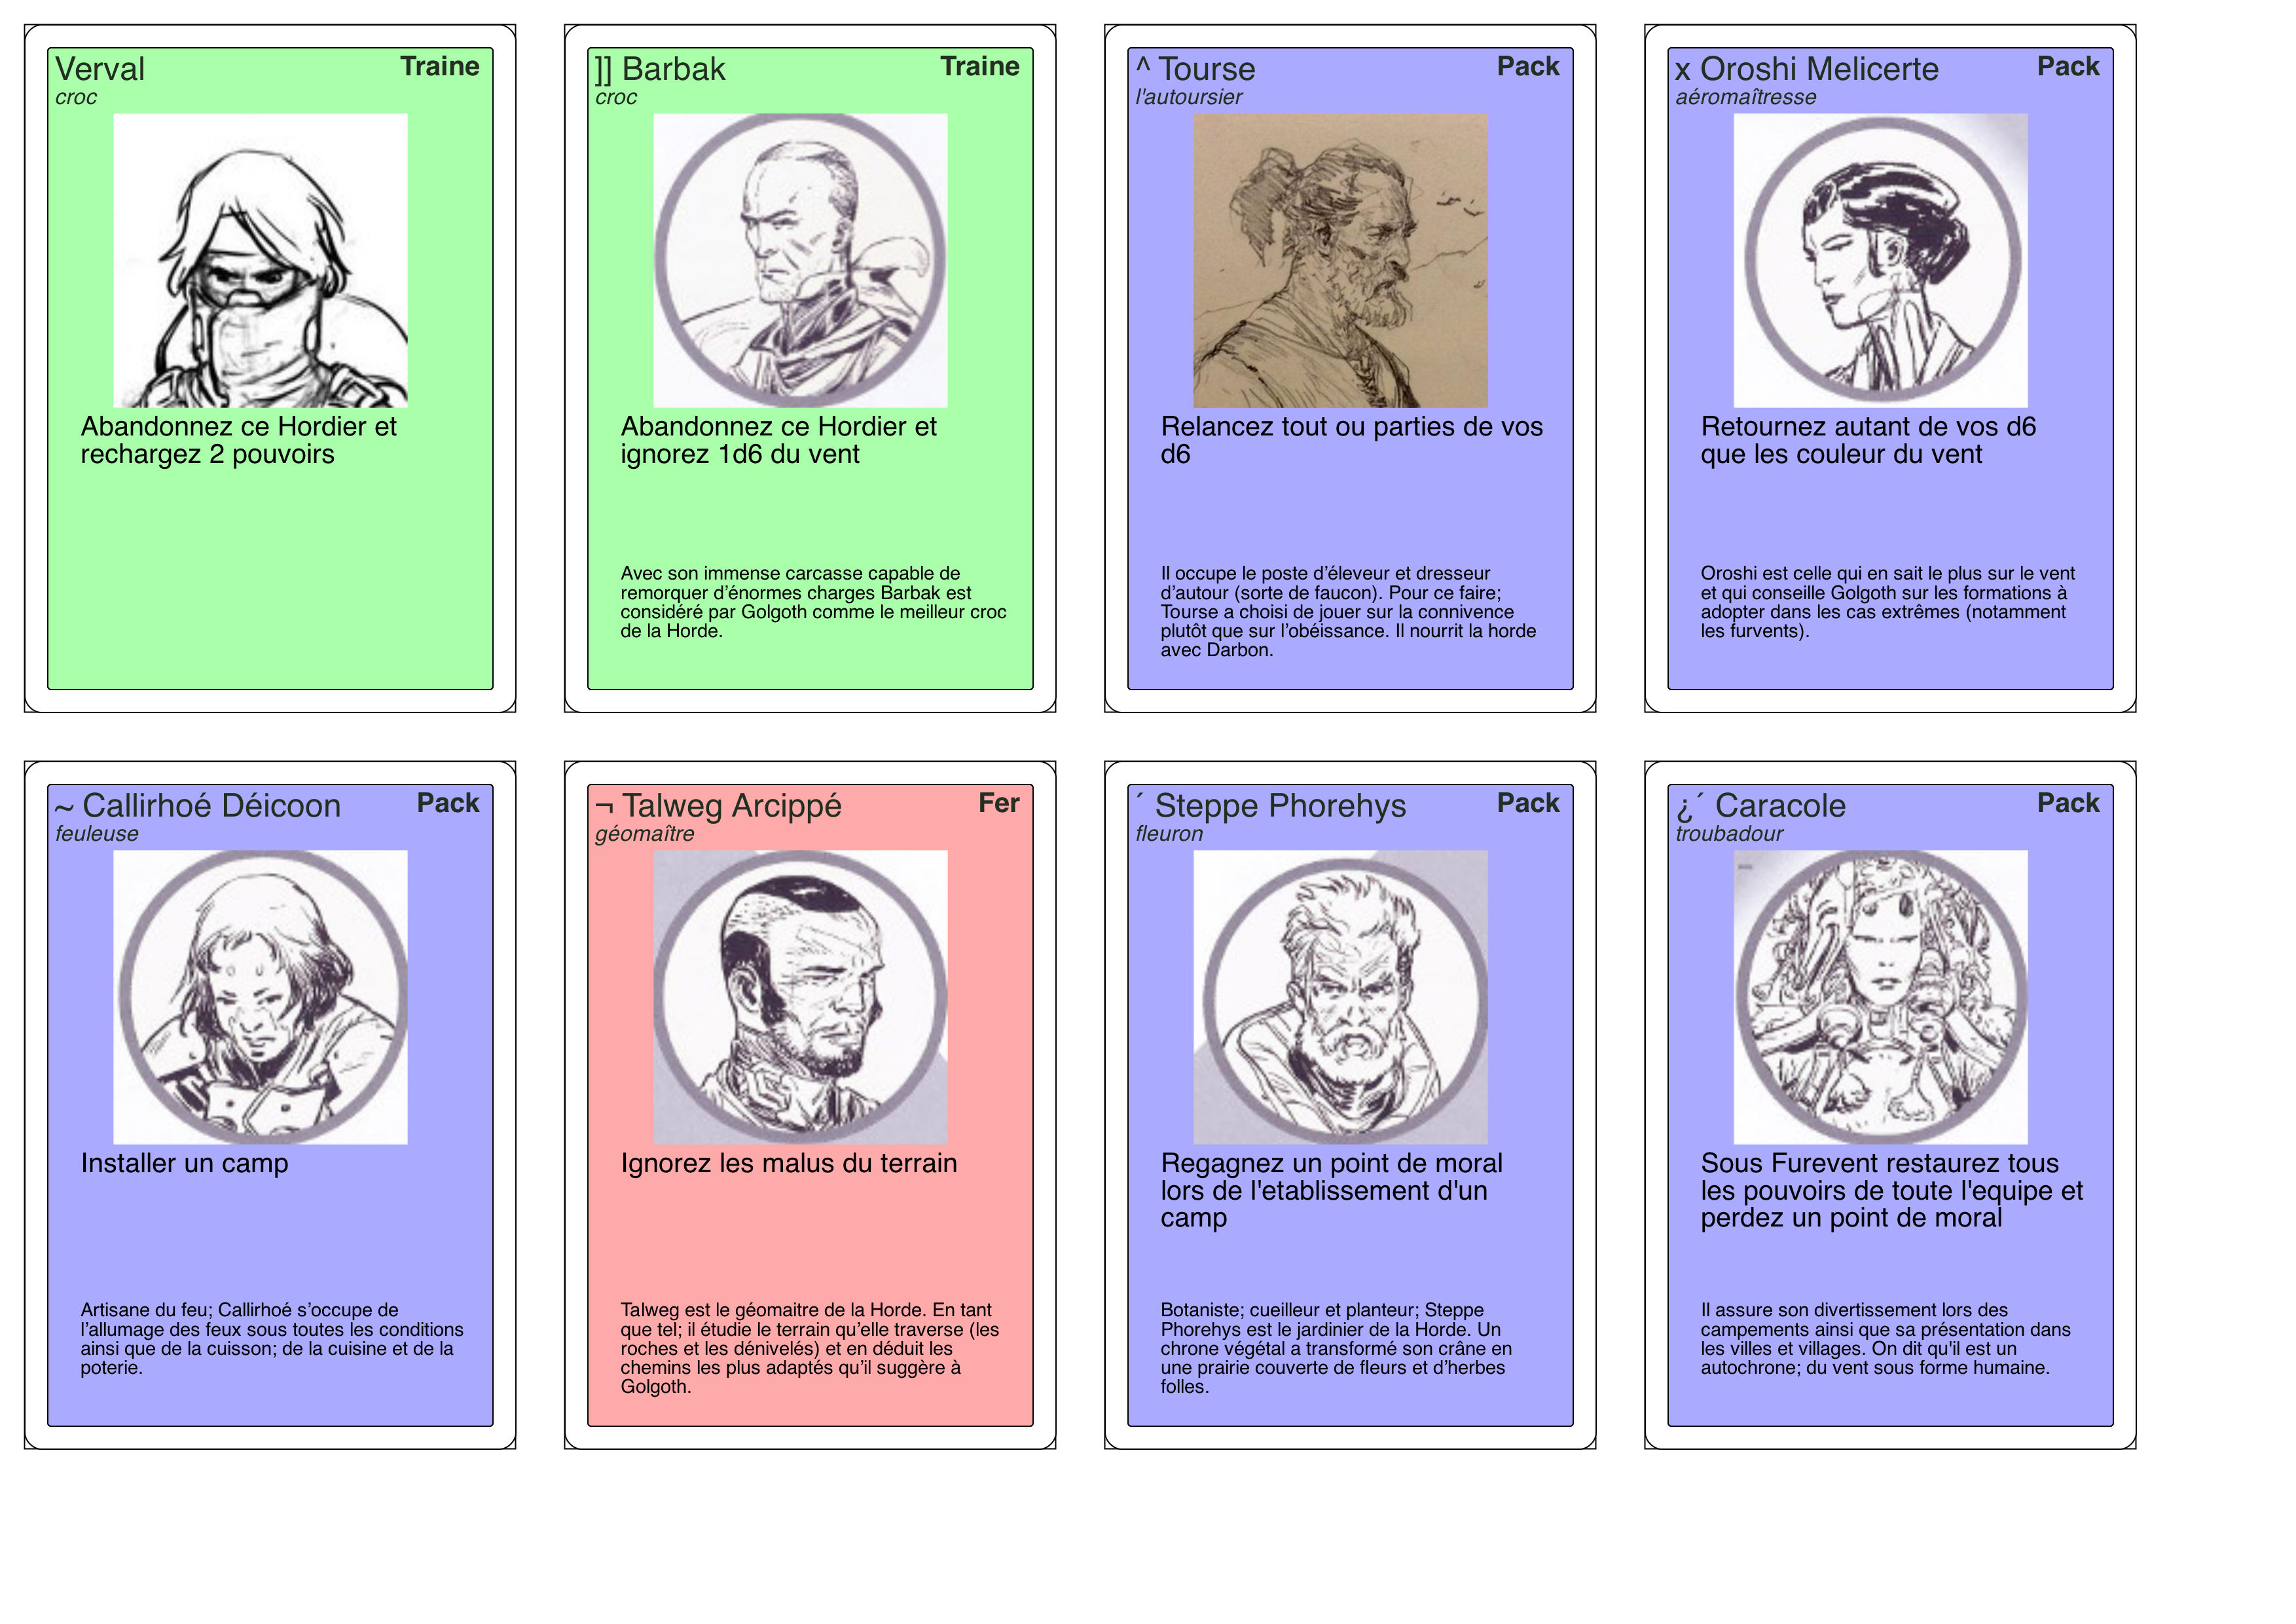 Verval
Traine
croc
Abandonnez ce Hordier et
rechargez 2 pouvoirs
]] Barbak
Traine
croc
Abandonnez ce Hordier et
ignorez 1d6 du vent
Avec son immense carcasse capable de
remorquer d’énormes charges Barbak est
considéré par Golgoth comme le meilleur croc
de la Horde.
^ Tourse
Pack
l'autoursier
Relancez tout ou parties de vos
d6
Il occupe le poste d’éleveur et dresseur
d’autour (sorte de faucon). Pour ce faire;
Tourse a choisi de jouer sur la connivence
plutôt que sur l’obéissance. Il nourrit la horde
avec Darbon.
x Oroshi Melicerte
Pack
aéromaîtresse
Retournez autant de vos d6
que les couleur du vent
Oroshi est celle qui en sait le plus sur le vent
et qui conseille Golgoth sur les formations à
adopter dans les cas extrêmes (notamment
les furvents).
~ Callirhoé Déicoon
Pack
feuleuse
Installer un camp
Artisane du feu; Callirhoé s’occupe de
l’allumage des feux sous toutes les conditions
ainsi que de la cuisson; de la cuisine et de la
poterie.
¬ Talweg Arcippé
Fer
géomaître
Ignorez les malus du terrain
Talweg est le géomaitre de la Horde. En tant
que tel; il étudie le terrain qu’elle traverse (les
roches et les dénivelés) et en déduit les
chemins les plus adaptés qu’il suggère à
Golgoth.
´ Steppe Phorehys
Pack
fleuron
Regagnez un point de moral
lors de l'etablissement d'un
camp
Botaniste; cueilleur et planteur; Steppe
Phorehys est le jardinier de la Horde. Un
chrone végétal a transformé son crâne en
une prairie couverte de fleurs et d’herbes
folles.
¿´ Caracole
Pack
troubadour
Sous Furevent restaurez tous
les pouvoirs de toute l'equipe et
perdez un point de moral
Il assure son divertissement lors des
campements ainsi que sa présentation dans
les villes et villages. On dit qu'il est un
autochrone; du vent sous forme humaine.